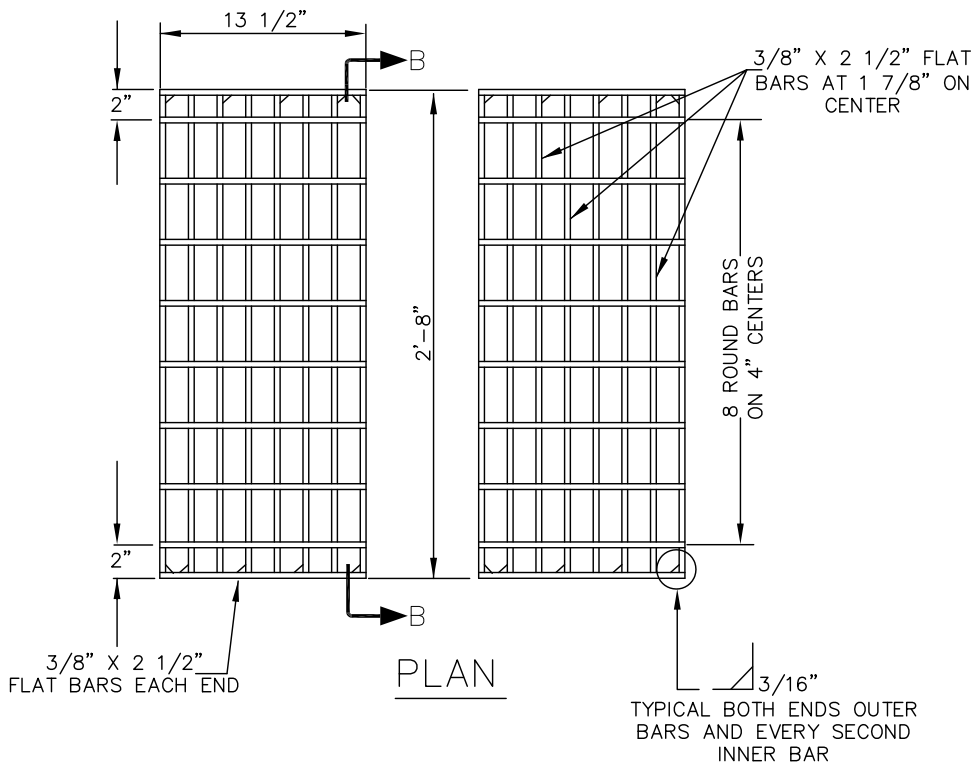 13 1/2”
B
2”
3/8” X 2 1/2” FLAT
BARS AT 1 7/8” ON
CENTER
2’-8”
8 ROUND BARS
ON 4” CENTERS
2”
B
3/8” X 2 1/2”
FLAT BARS EACH END
PLAN
3/16”
TYPICAL BOTH ENDS OUTER
BARS AND EVERY SECOND
INNER BAR